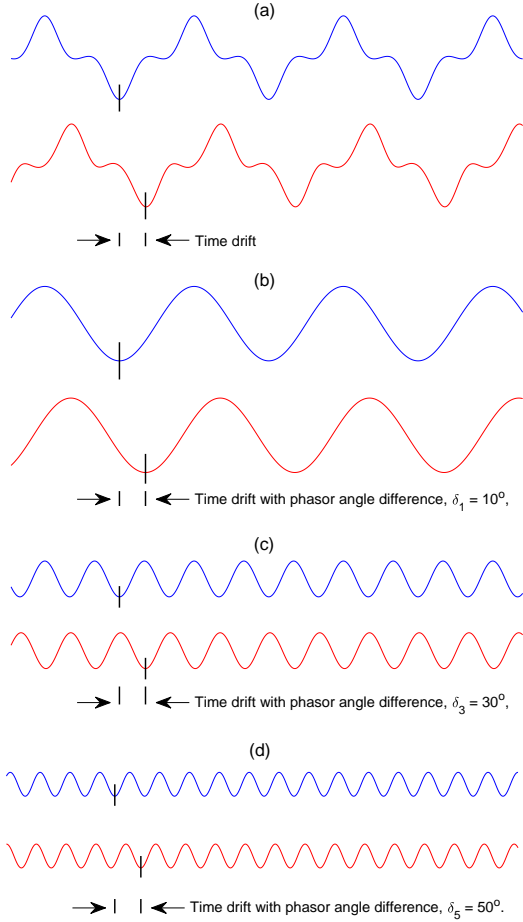 (a)
Time drift
(b)
Time drift with phasor angle difference, δ₁ = 10°,
(c)
Time drift with phasor angle difference, δ₃ = 30°,
(d)
Time drift with phasor angle difference, δ₅ = 50°.